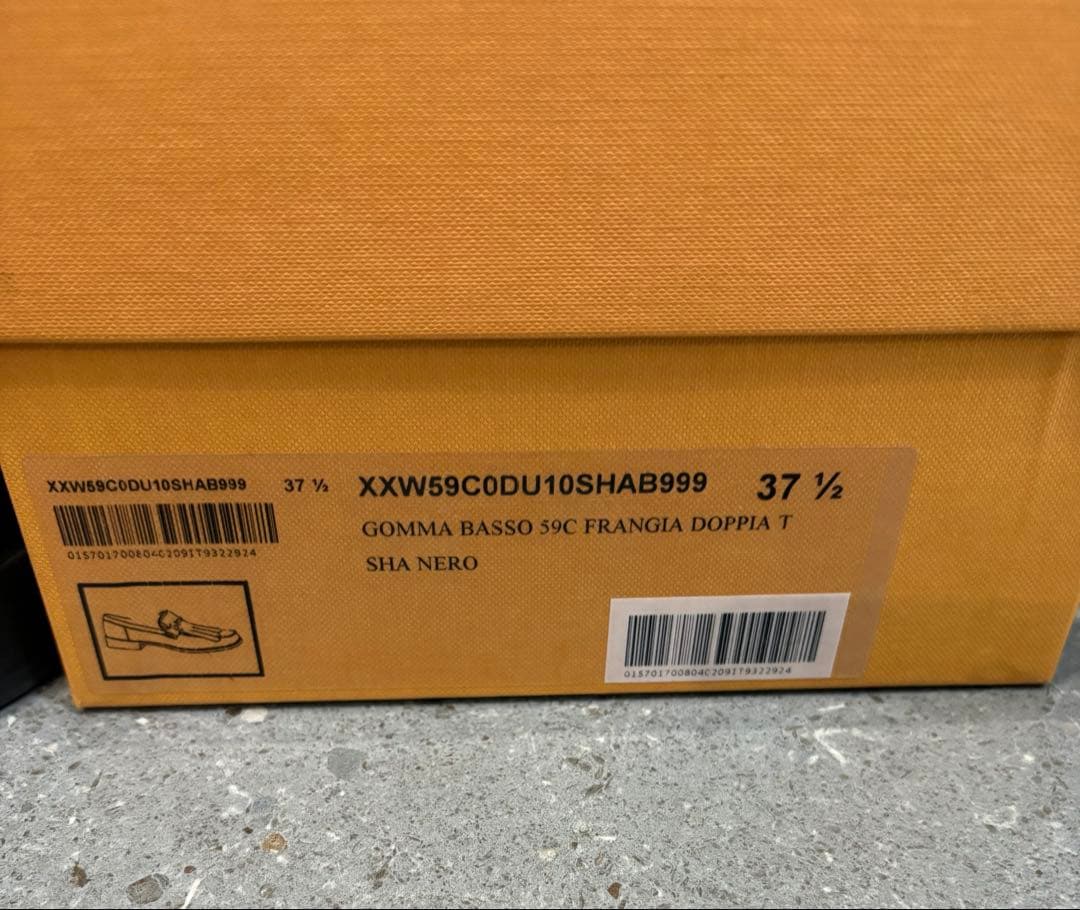 XXW59C0DU10SHAB999 37 ½
015701700804C209IT9322924
XXW59C0DU10SHAB999 37 ½
GOMMA BASSO 59C FRANGIA DOPPIA T
SHA NERO
015701700804C209IT9322924